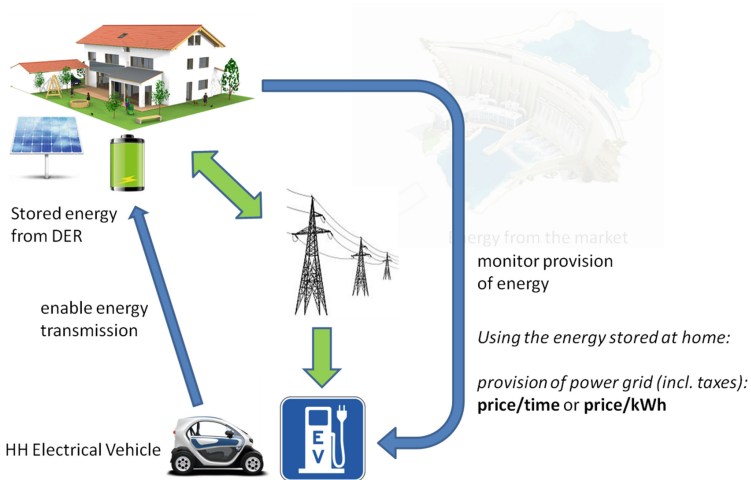 Stored energy
from DER
Energy from the market
monitor provision
of energy
enable energy
transmission
Using the energy stored at home:
provision of power grid (incl. taxes):
price/time or price/kWh
HH Electrical Vehicle
E
V